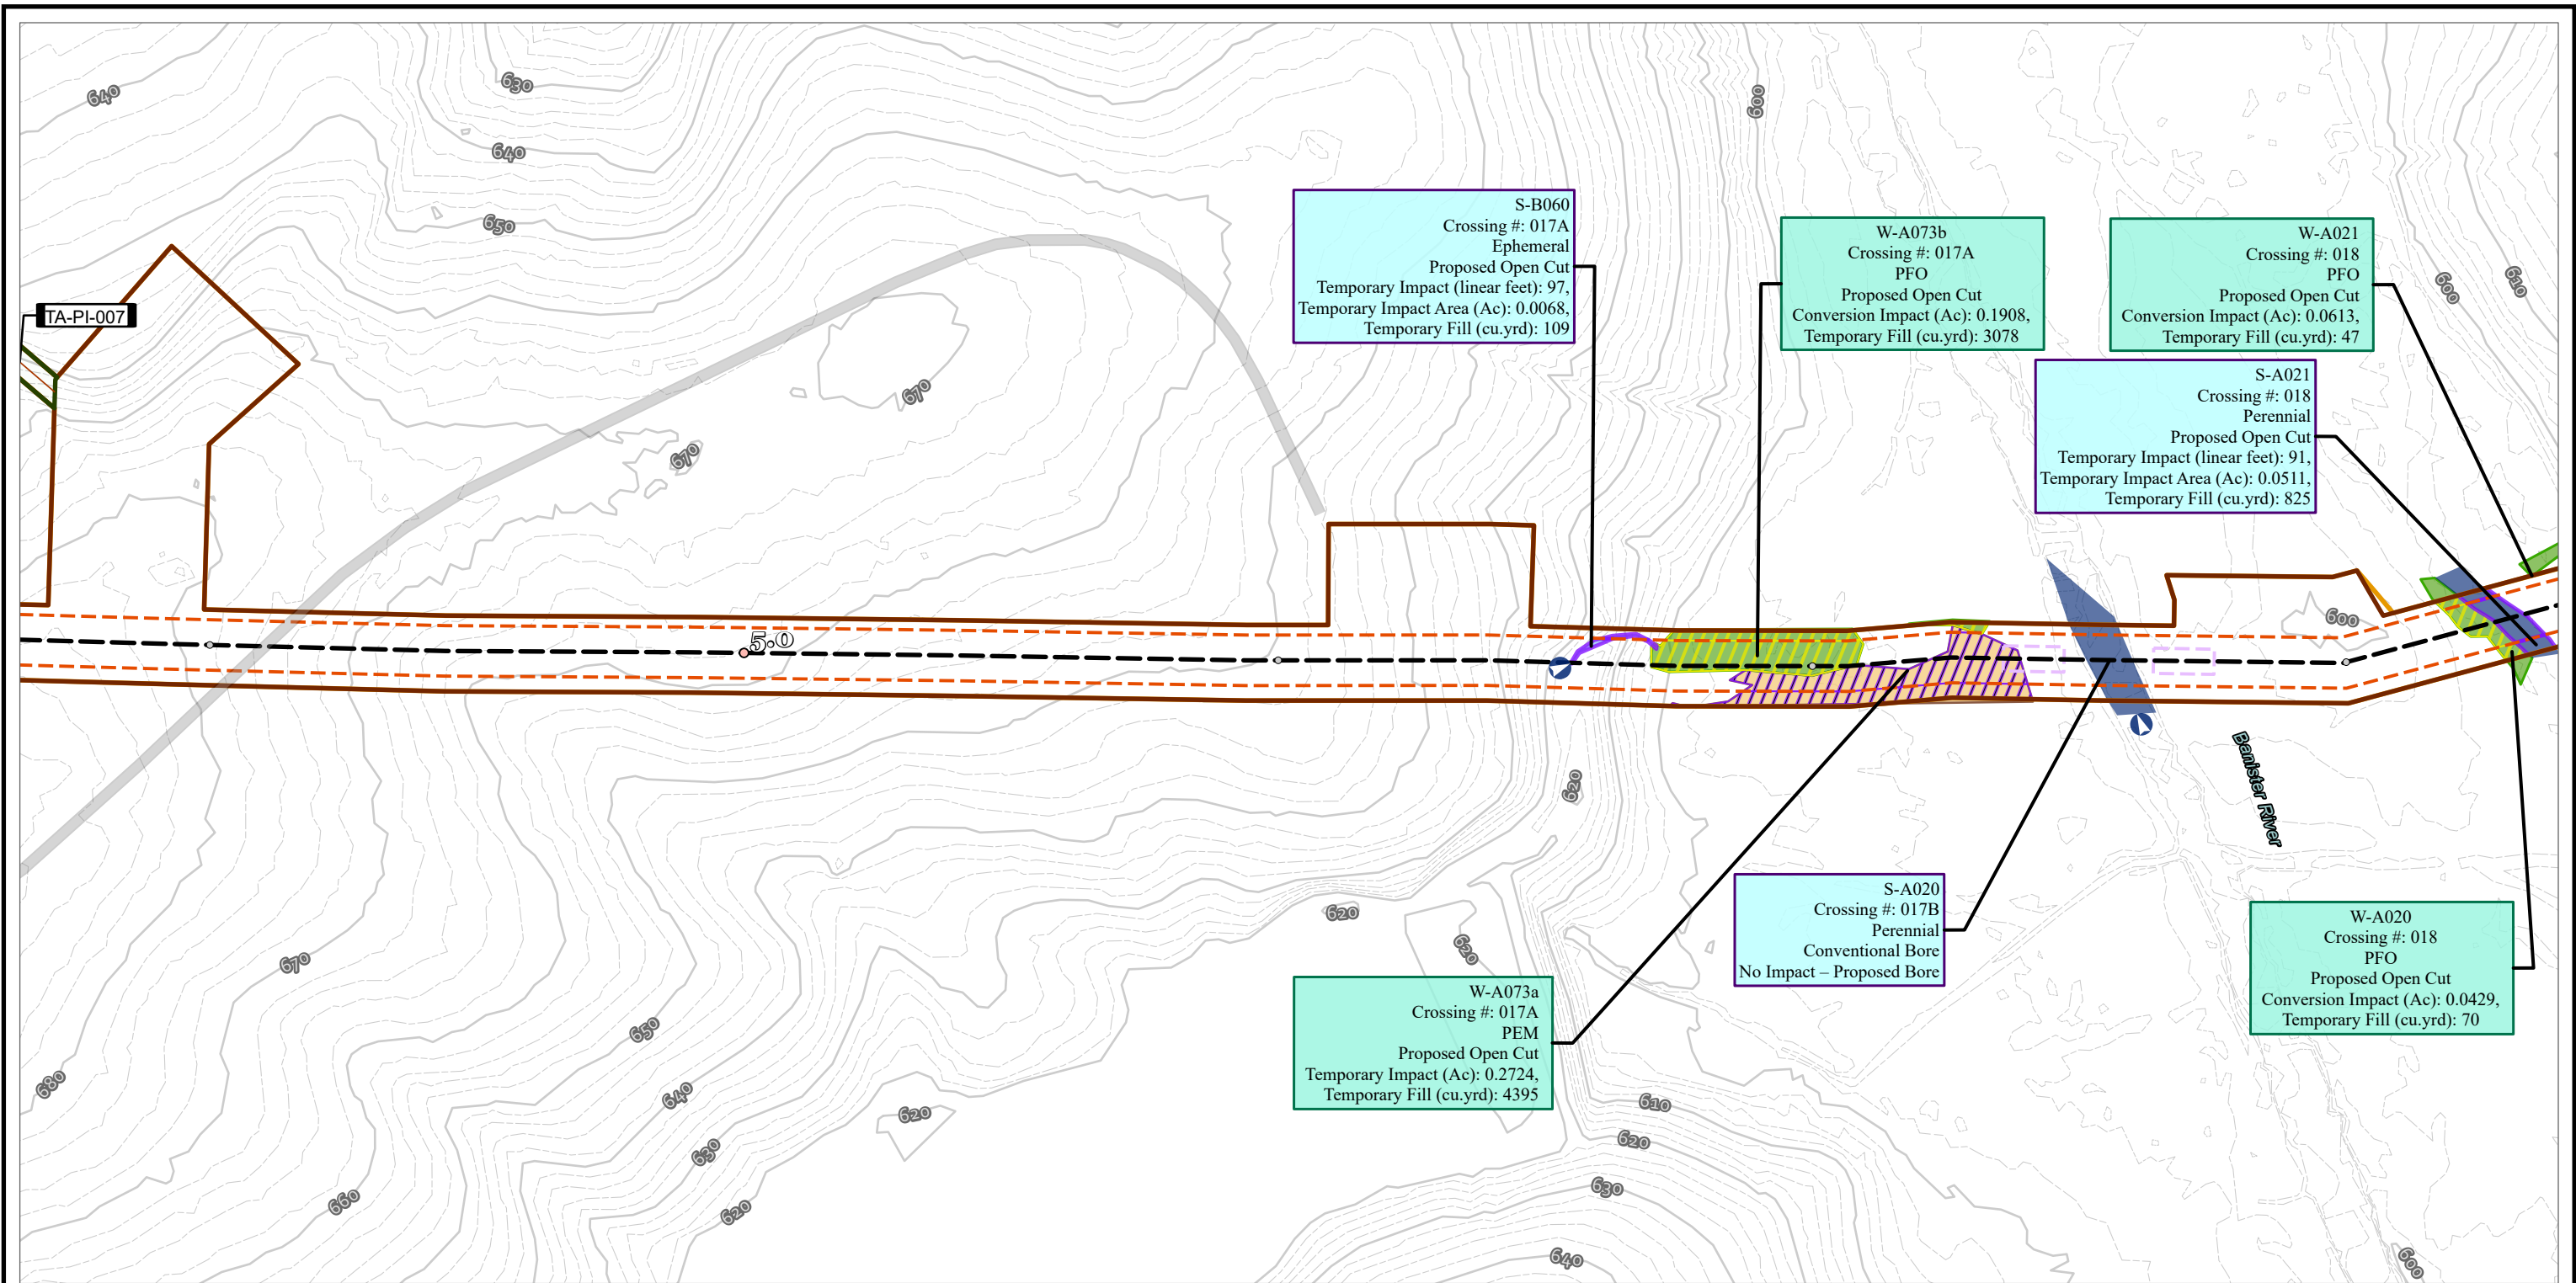 640
630
640
650
600
600
610
TA-PI-007
670
670
S-B060
Crossing #: 017A
Ephemeral
Proposed Open Cut
Temporary Impact (linear feet): 97,
Temporary Impact Area (Ac): 0.0068,
Temporary Fill (cu.yrd): 109
W-A073b
Crossing #: 017A
PFO
Proposed Open Cut
Conversion Impact (Ac): 0.1908,
Temporary Fill (cu.yrd): 3078
W-A021
Crossing #: 018
PFO
Proposed Open Cut
Conversion Impact (Ac): 0.0613,
Temporary Fill (cu.yrd): 47
S-A021
Crossing #: 018
Perennial
Proposed Open Cut
Temporary Impact (linear feet): 91,
Temporary Impact Area (Ac): 0.0511,
Temporary Fill (cu.yrd): 825
5.0
600
Banister River
620
620
620
670
680
650
640
630
660
620
620
W-A073a
Crossing #: 017A
PEM
Proposed Open Cut
Temporary Impact (Ac): 0.2724,
Temporary Fill (cu.yrd): 4395
S-A020
Crossing #: 017B
Perennial
Conventional Bore
No Impact – Proposed Bore
W-A020
Crossing #: 018
PFO
Proposed Open Cut
Conversion Impact (Ac): 0.0429,
Temporary Fill (cu.yrd): 70
610
620
630
640
600